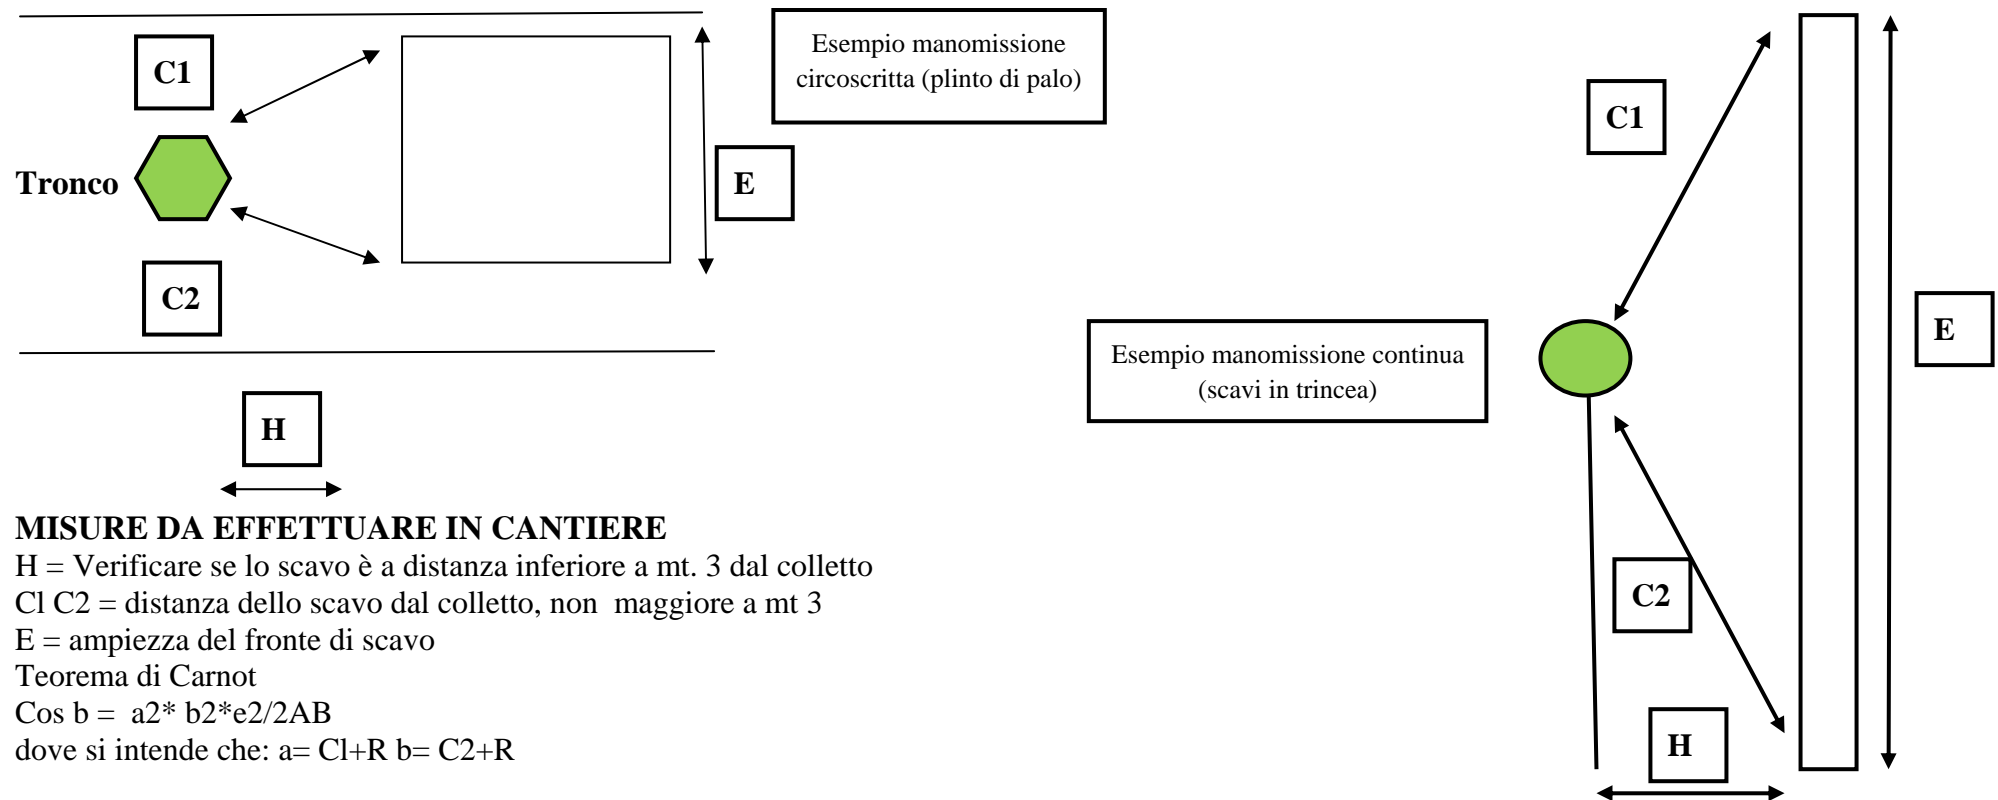 C1
Tronco
C2
E
Esempio manomissione
circoscritta (plinto di palo)
H
MISURE DA EFFETTUARE IN CANTIERE
H = Verificare se lo scavo è a distanza inferiore a mt. 3 dal colletto
Cl C2 = distanza dello scavo dal colletto, non maggiore a mt 3
E = ampiezza del fronte di scavo
Teorema di Carnot
Cos b = a2* b2*e2/2AB
dove si intende che: a= Cl+R b= C2+R
C1
Esempio manomissione continua
(scavi in trincea)
E
C2
H